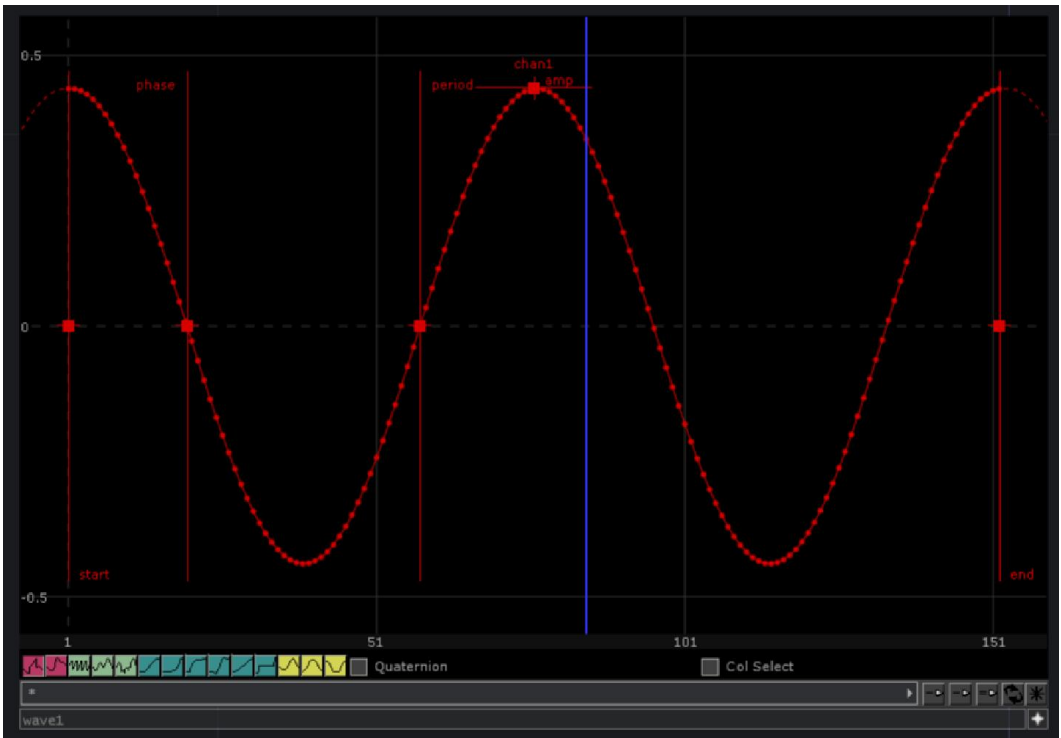 0.5
chan1
phase
period
amp
0
start
end
-0.5
1
51
101
151
Quaternion
Col Select
*
wave1